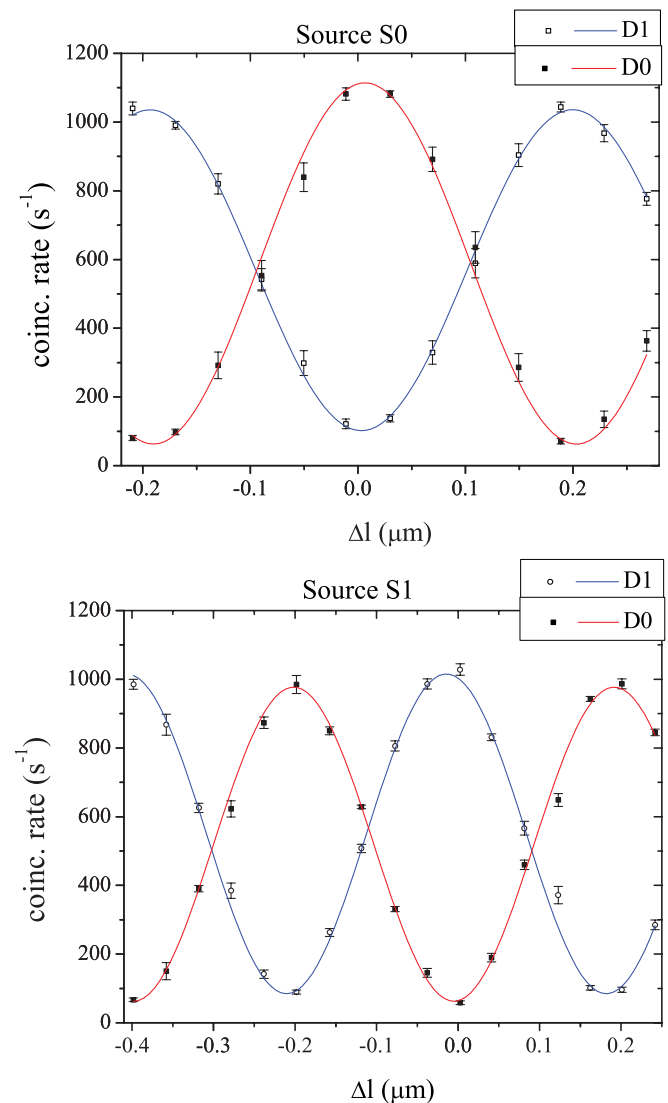 Source S0
D1
D0
1200
1000
800
600
400
200
0
coinc. rate (s⁻¹)
-0.2 -0.1 0.0 0.1 0.2
Δl (μm)
Source S1
D1
D0
1200
1000
800
600
400
200
0
coinc. rate (s⁻¹)
-0.4 -0.3 -0.2 -0.1 0.0 0.1 0.2
Δl (μm)